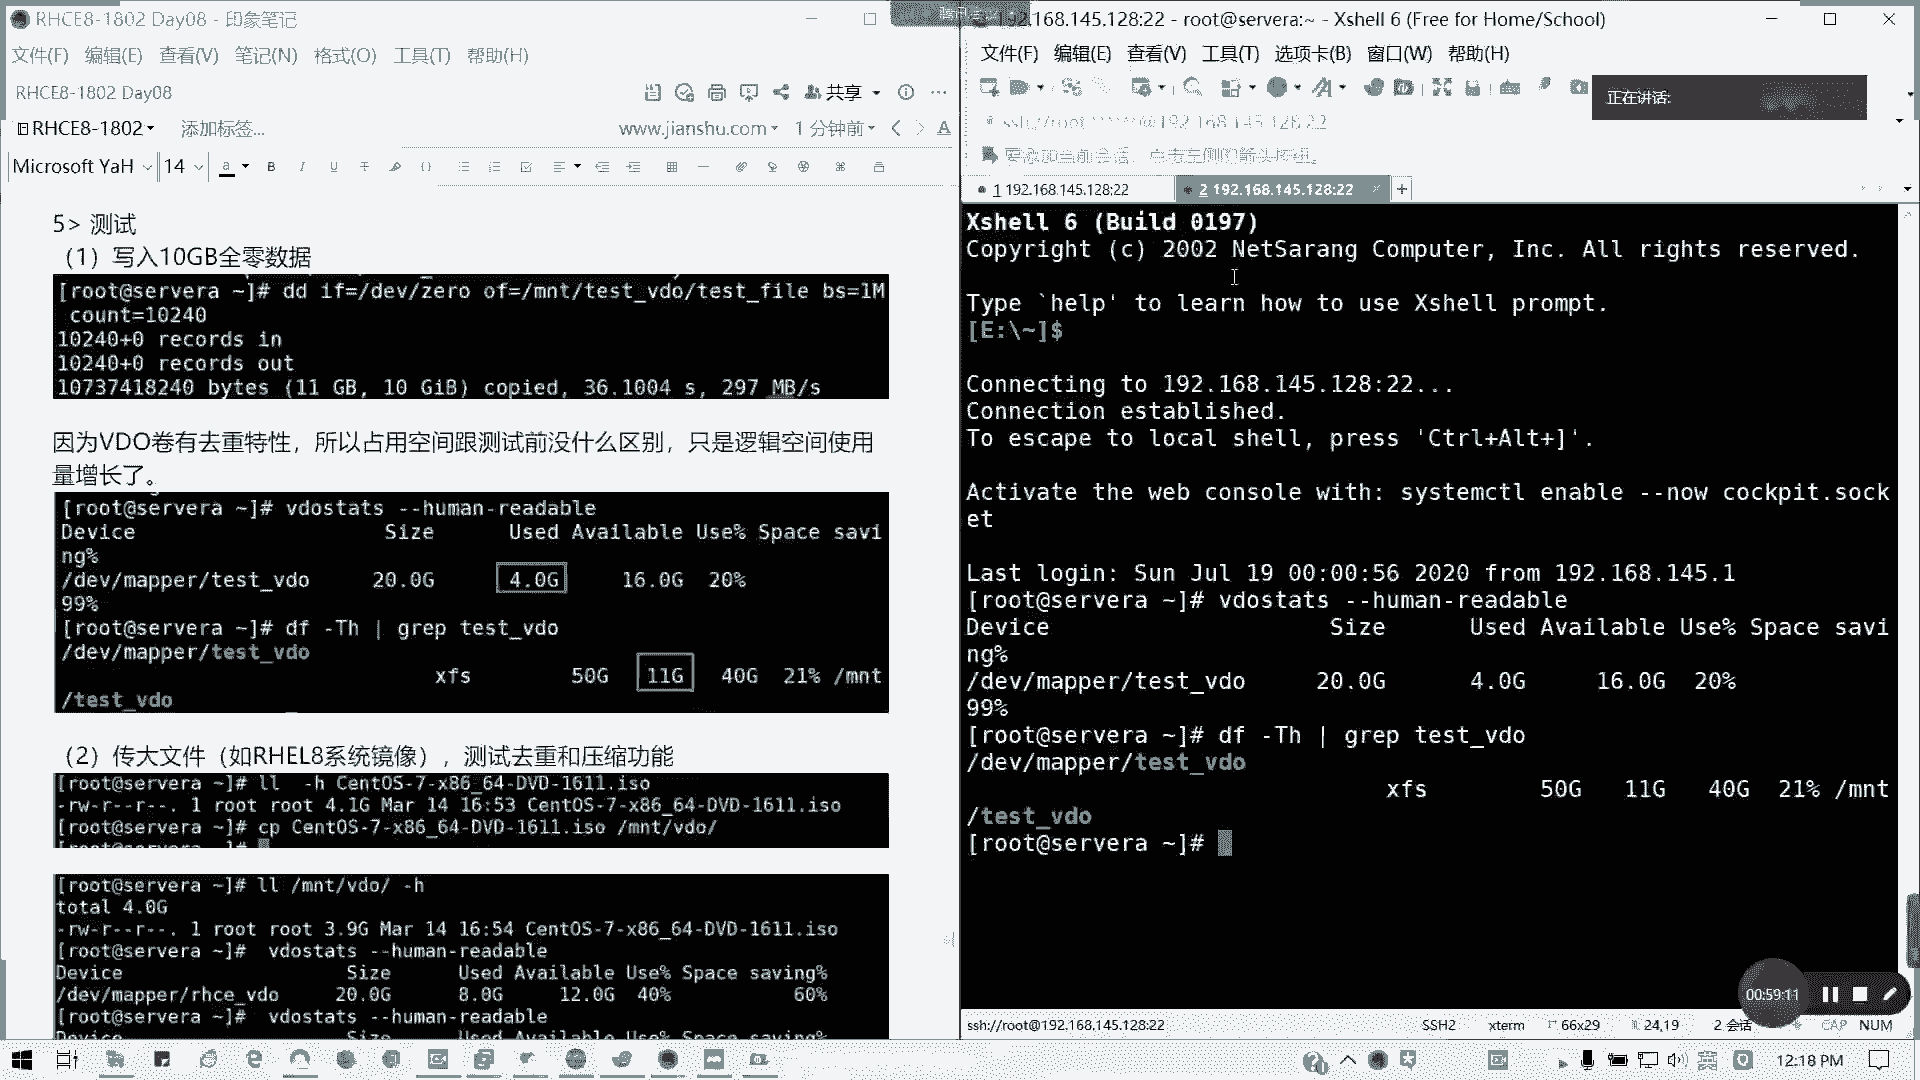 RHCE8-1802 Day08 - 印象笔记
文件(F) 编辑(E) 查看(V) 笔记(N) 格式(O) 工具(T) 帮助(H)
RHCE8-1802 Day08
共享
RHCE8-1802 添加标签...
www.jianshu.com 1 分钟前
Microsoft YaH 14
5> 测试
（1）写入10GB全零数据
[root@servera ~]# dd if=/dev/zero of=/mnt/test_vdo/test_file bs=1M
count=10240
10240+0 records in
10240+0 records out
10737418240 bytes (11 GB, 10 GiB) copied, 36.1004 s, 297 MB/s
因为VDO卷有去重特性，所以占用空间跟测试前没什么区别，只是逻辑空间使用
量增长了。
[root@servera ~]# vdostats --human-readable
Device Size Used Available Use% Space savi
ng%
/dev/mapper/test_vdo 20.0G 4.0G 16.0G 20%
99%
[root@servera ~]# df -Th | grep test_vdo
/dev/mapper/test_vdo
xfs 50G 11G 40G 21% /mnt
/test_vdo
（2）传大文件（如RHEL8系统镜像），测试去重和压缩功能
[root@servera ~]# ll -h CentOS-7-x86_64-DVD-1611.iso
-rw-r--r--. 1 root root 4.1G Mar 14 16:53 CentOS-7-x86_64-DVD-1611.iso
[root@servera ~]# cp CentOS-7-x86_64-DVD-1611.iso /mnt/vdo/
[root@servera ~]#
[root@servera ~]# ll /mnt/vdo/ -h
total 4.0G
-rw-r--r--. 1 root root 3.9G Mar 14 16:54 CentOS-7-x86_64-DVD-1611.iso
[root@servera ~]# vdostats --human-readable
Device Size Used Available Use% Space saving%
/dev/mapper/rhce_vdo 20.0G 8.0G 12.0G 40% 60%
[root@servera ~]# vdostats --human-readable
Device Size Used Available Use% Space saving%
192.168.145.128:22 - root@servera:~ - Xshell 6 (Free for Home/School)
文件(F) 编辑(E) 查看(V) 工具(T) 选项卡(B) 窗口(W) 帮助(H)
正在讲话:
1 192.168.145.128:22 2 192.168.145.128:22
Xshell 6 (Build 0197)
Copyright (c) 2002 NetSarang Computer, Inc. All rights reserved.
Type `help' to learn how to use Xshell prompt.
[E:\~]$
Connecting to 192.168.145.128:22...
Connection established.
To escape to local shell, press 'Ctrl+Alt+]'.
Activate the web console with: systemctl enable --now cockpit.sock
et
Last login: Sun Jul 19 00:00:56 2020 from 192.168.145.1
[root@servera ~]# vdostats --human-readable
Device Size Used Available Use% Space savi
ng%
/dev/mapper/test_vdo 20.0G 4.0G 16.0G 20%
99%
[root@servera ~]# df -Th | grep test_vdo
/dev/mapper/test_vdo
xfs 50G 11G 40G 21% /mnt
/test_vdo
[root@servera ~]#
00:59:11
ssh://root@192.168.145.128:22 SSH2 xterm 66x29 24,19 2 会话 CAP NUM
英 12:18 PM